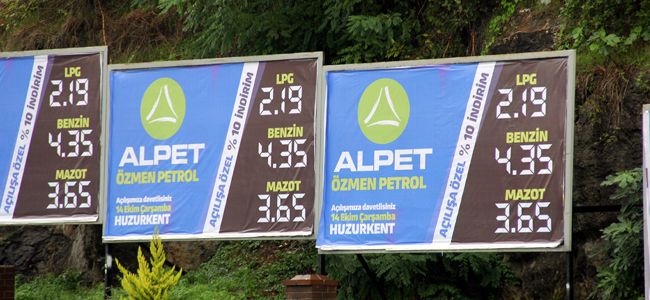 AÇILIŞA ÖZEL % 10 İNDİRİM
LPG
2.19
BENZİN
4.35
MAZOT
3.65
ALPET
ÖZMEN PETROL
Açılışımıza davetlisiniz
14 Ekim Çarşamba
HUZURKENT
AÇILIŞA ÖZEL % 10 İNDİRİM
LPG
2.19
BENZİN
4.35
MAZOT
3.65
ALPET
ÖZMEN PETROL
Açılışımıza davetlisiniz
14 Ekim Çarşamba
HUZURKENT
AÇILIŞA ÖZEL % 10 İNDİRİM
LPG
2.19
BENZİN
4.35
MAZOT
3.65